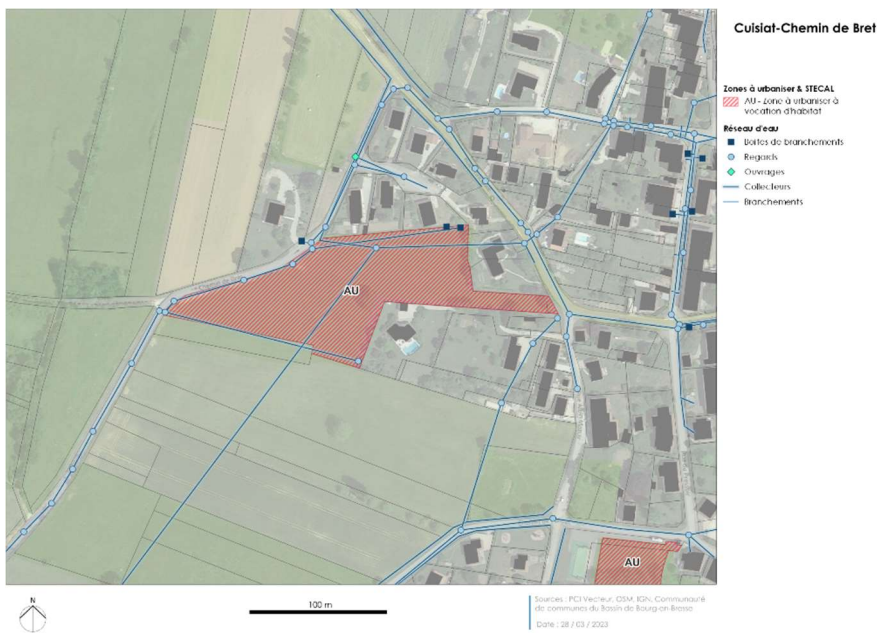 Cuisiat-Chemin de Bret
Zones à urbaniser & STECAL
AU - Zone à urbaniser à
vocation d'habitat
Réseau d'eau
Boites de branchements
Regards
Ouvrages
Collecteurs
Branchements
AU
AU
N
100 m
Sources : PCI Vecteur, OSM, IGN, Communauté
de communes du Bassin de Bourg-en-Bresse
Date : 28 / 03 / 2023